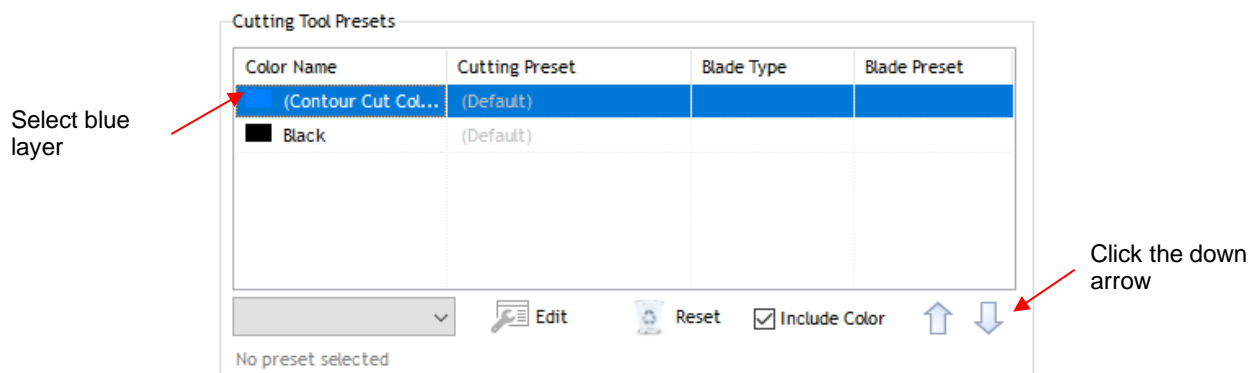 Cutting Tool Presets
Color Name Cutting Preset Blade Type Blade Preset
(Contour Cut Col... (Default)
Black (Default)
Select blue
layer
Click the down
arrow
Edit Reset Include Color
No preset selected